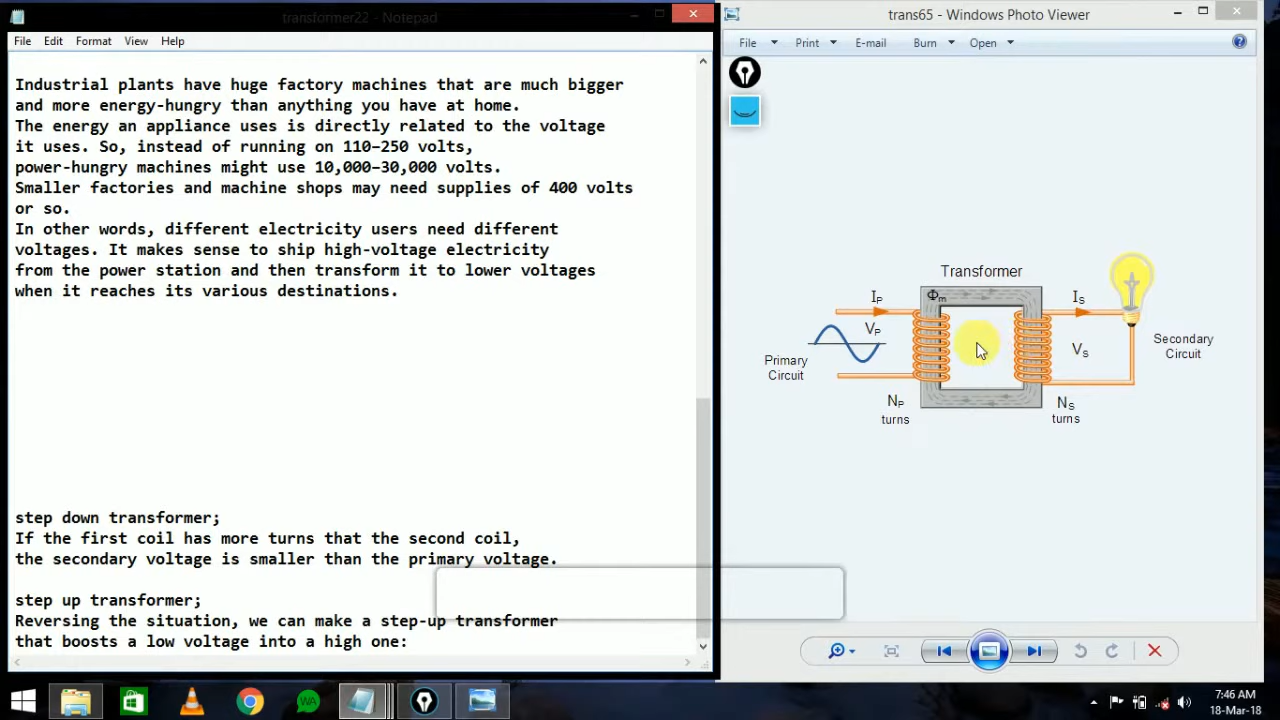 transformer22 - Notepad
File Edit Format View Help
Industrial plants have huge factory machines that are much bigger
and more energy-hungry than anything you have at home.
The energy an appliance uses is directly related to the voltage
it uses. So, instead of running on 110–250 volts,
power-hungry machines might use 10,000–30,000 volts.
Smaller factories and machine shops may need supplies of 400 volts
or so.
In other words, different electricity users need different
voltages. It makes sense to ship high-voltage electricity
from the power station and then transform it to lower voltages
when it reaches its various destinations.
step down transformer;
If the first coil has more turns that the second coil,
the secondary voltage is smaller than the primary voltage.
step up transformer;
Reversing the situation, we can make a step-up transformer
that boosts a low voltage into a high one:
trans65 - Windows Photo Viewer
File Print E-mail Burn Open
Transformer
IP
Φm
IS
VP
VS
Primary
Circuit
Secondary
Circuit
NP
turns
NS
turns
WA
7:46 AM
18-Mar-18